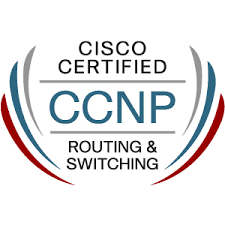 CISCO
CERTIFIED
CCNP
ROUTING &
SWITCHING